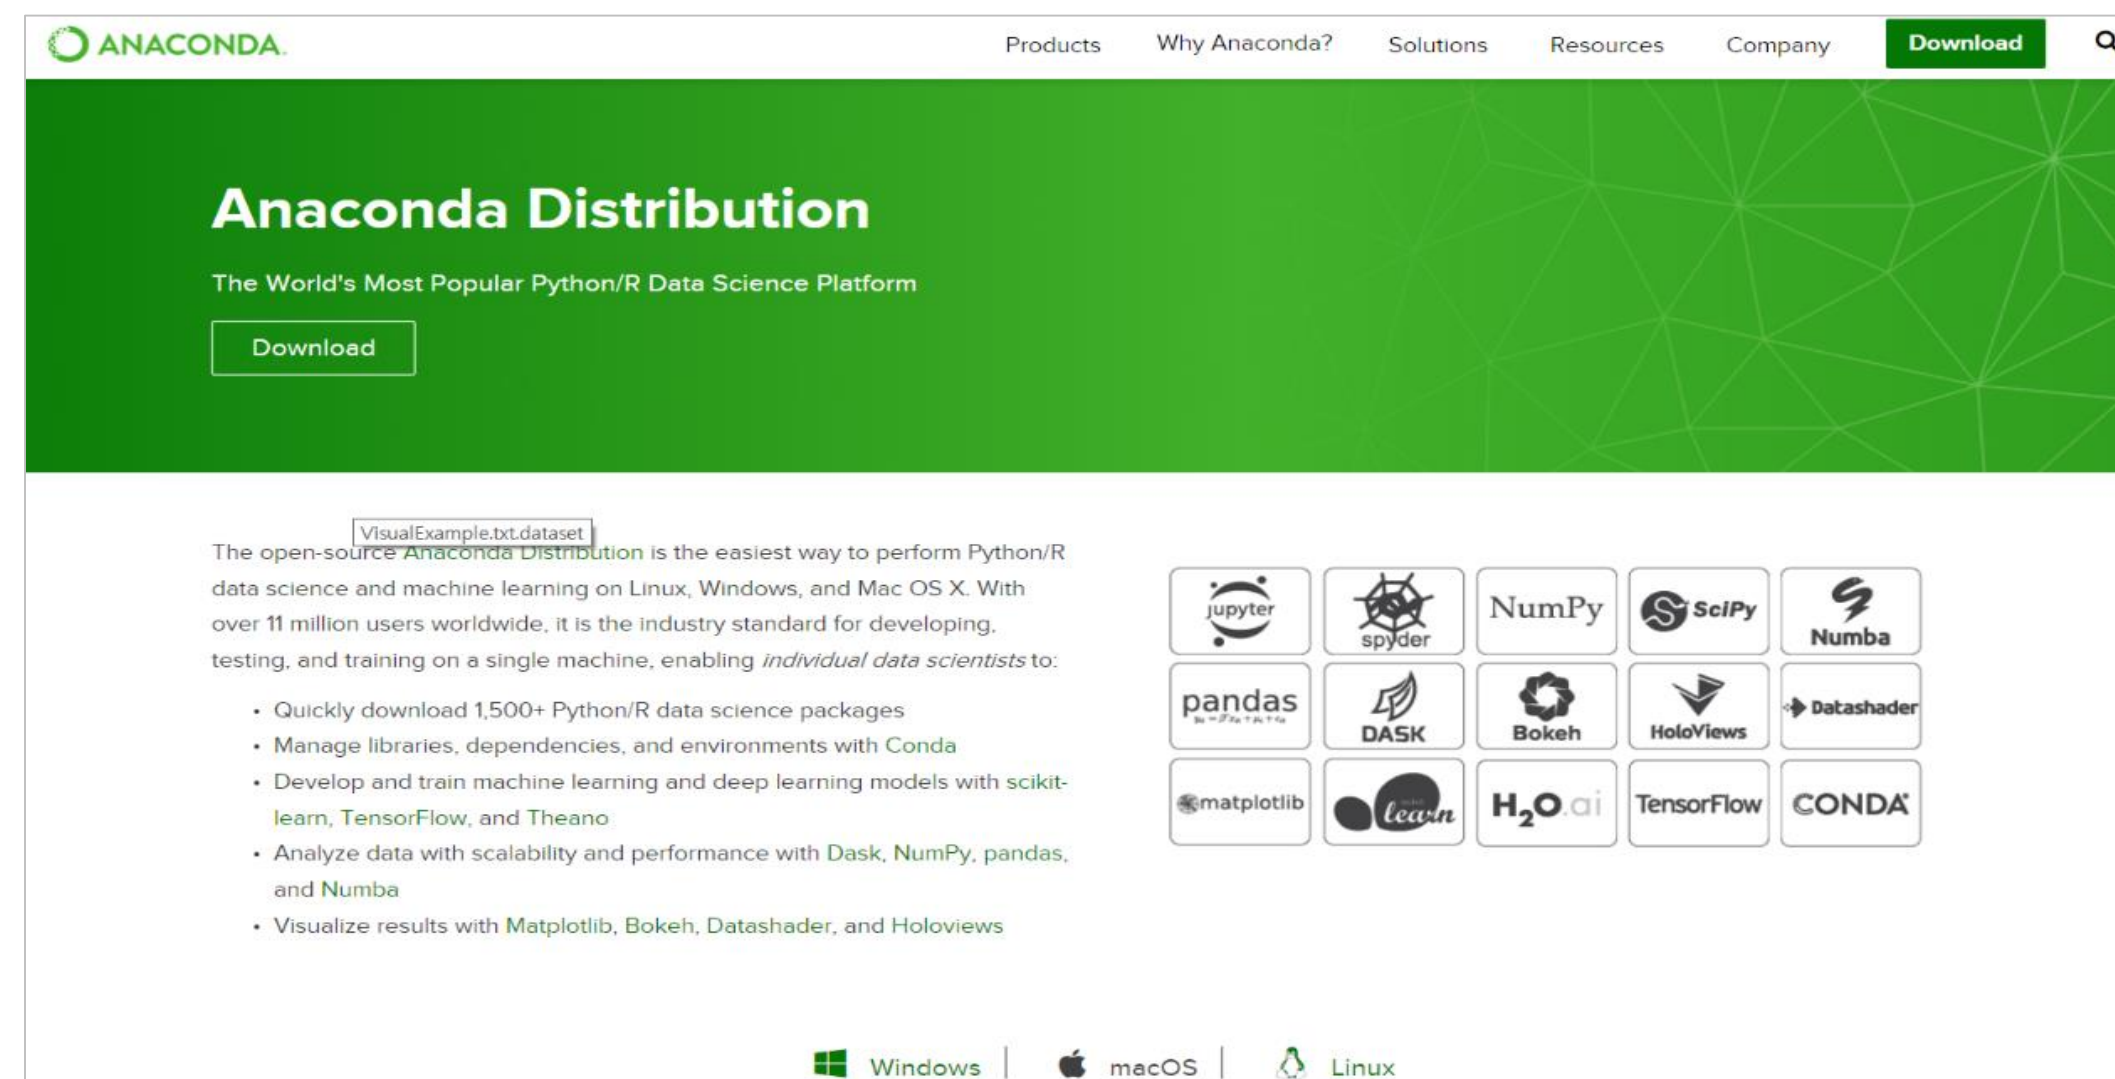 ANACONDA.
Products Why Anaconda? Solutions Resources Company Download
Anaconda Distribution
The World's Most Popular Python/R Data Science Platform
Download
VisualExample.txt.dataset
The open-source Anaconda Distribution is the easiest way to perform Python/R
data science and machine learning on Linux, Windows, and Mac OS X. With
over 11 million users worldwide, it is the industry standard for developing,
testing, and training on a single machine, enabling individual data scientists to:
• Quickly download 1,500+ Python/R data science packages
• Manage libraries, dependencies, and environments with Conda
• Develop and train machine learning and deep learning models with scikit-
learn, TensorFlow, and Theano
• Analyze data with scalability and performance with Dask, NumPy, pandas,
and Numba
• Visualize results with Matplotlib, Bokeh, Datashader, and Holoviews
jupyter spyder NumPy SciPy Numba
pandas DASK Bokeh HoloViews Datashader
matplotlib learn H2O.ai TensorFlow CONDA
Windows | macOS | Linux